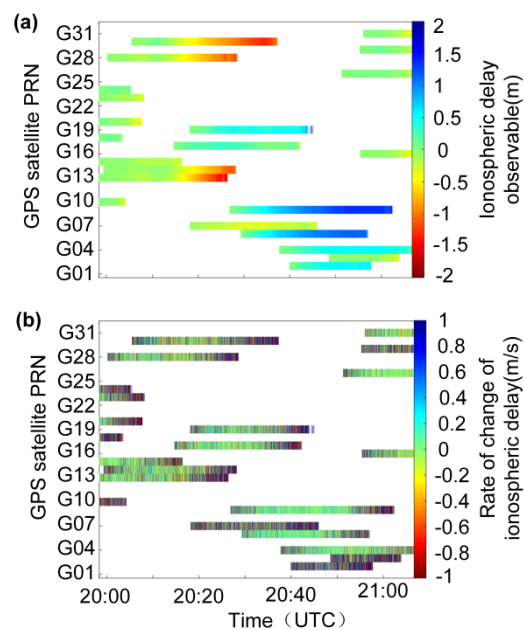 (a)
GPS satellite PRN
G31
G28
G25
G22
G19
G16
G13
G10
G07
G04
G01
2
1.5
1
0.5
0
-0.5
-1
-1.5
-2
Ionospheric delay
observable(m)
(b)
GPS satellite PRN
G31
G28
G25
G22
G19
G16
G13
G10
G07
G04
G01
1
0.8
0.6
0.4
0.2
0
-0.2
-0.4
-0.6
-0.8
-1
Rate of change of
ionospheric delay(m/s)
20:00
20:20
20:40
21:00
Time（UTC）